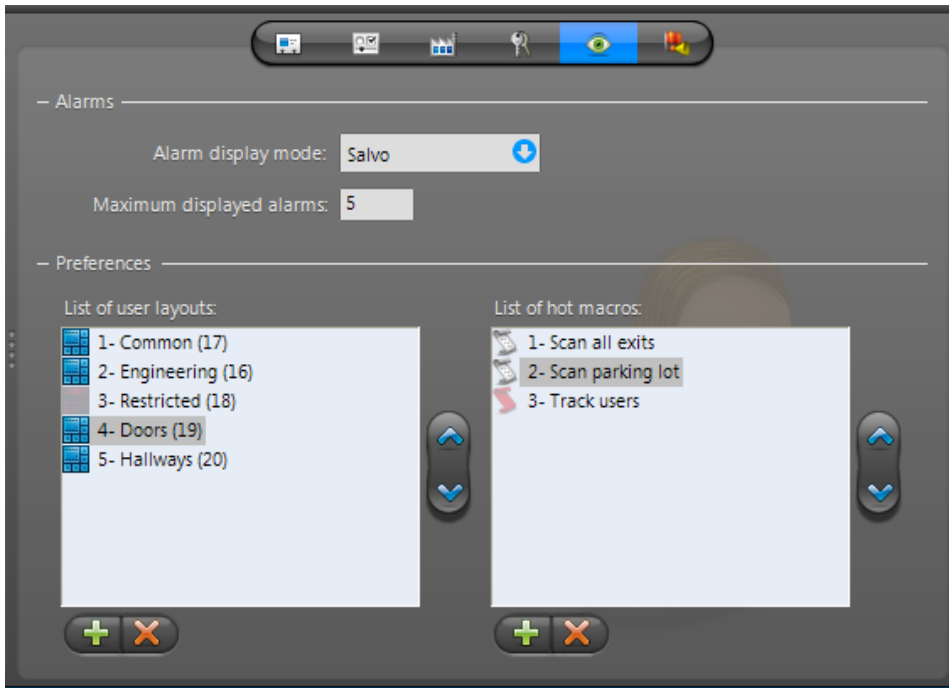 Alarms
Alarm display mode: Salvo
Maximum displayed alarms: 5
Preferences
List of user layouts:
1- Common (17)
2- Engineering (16)
3- Restricted (18)
4- Doors (19)
5- Hallways (20)
List of hot macros:
1- Scan all exits
2- Scan parking lot
3- Track users